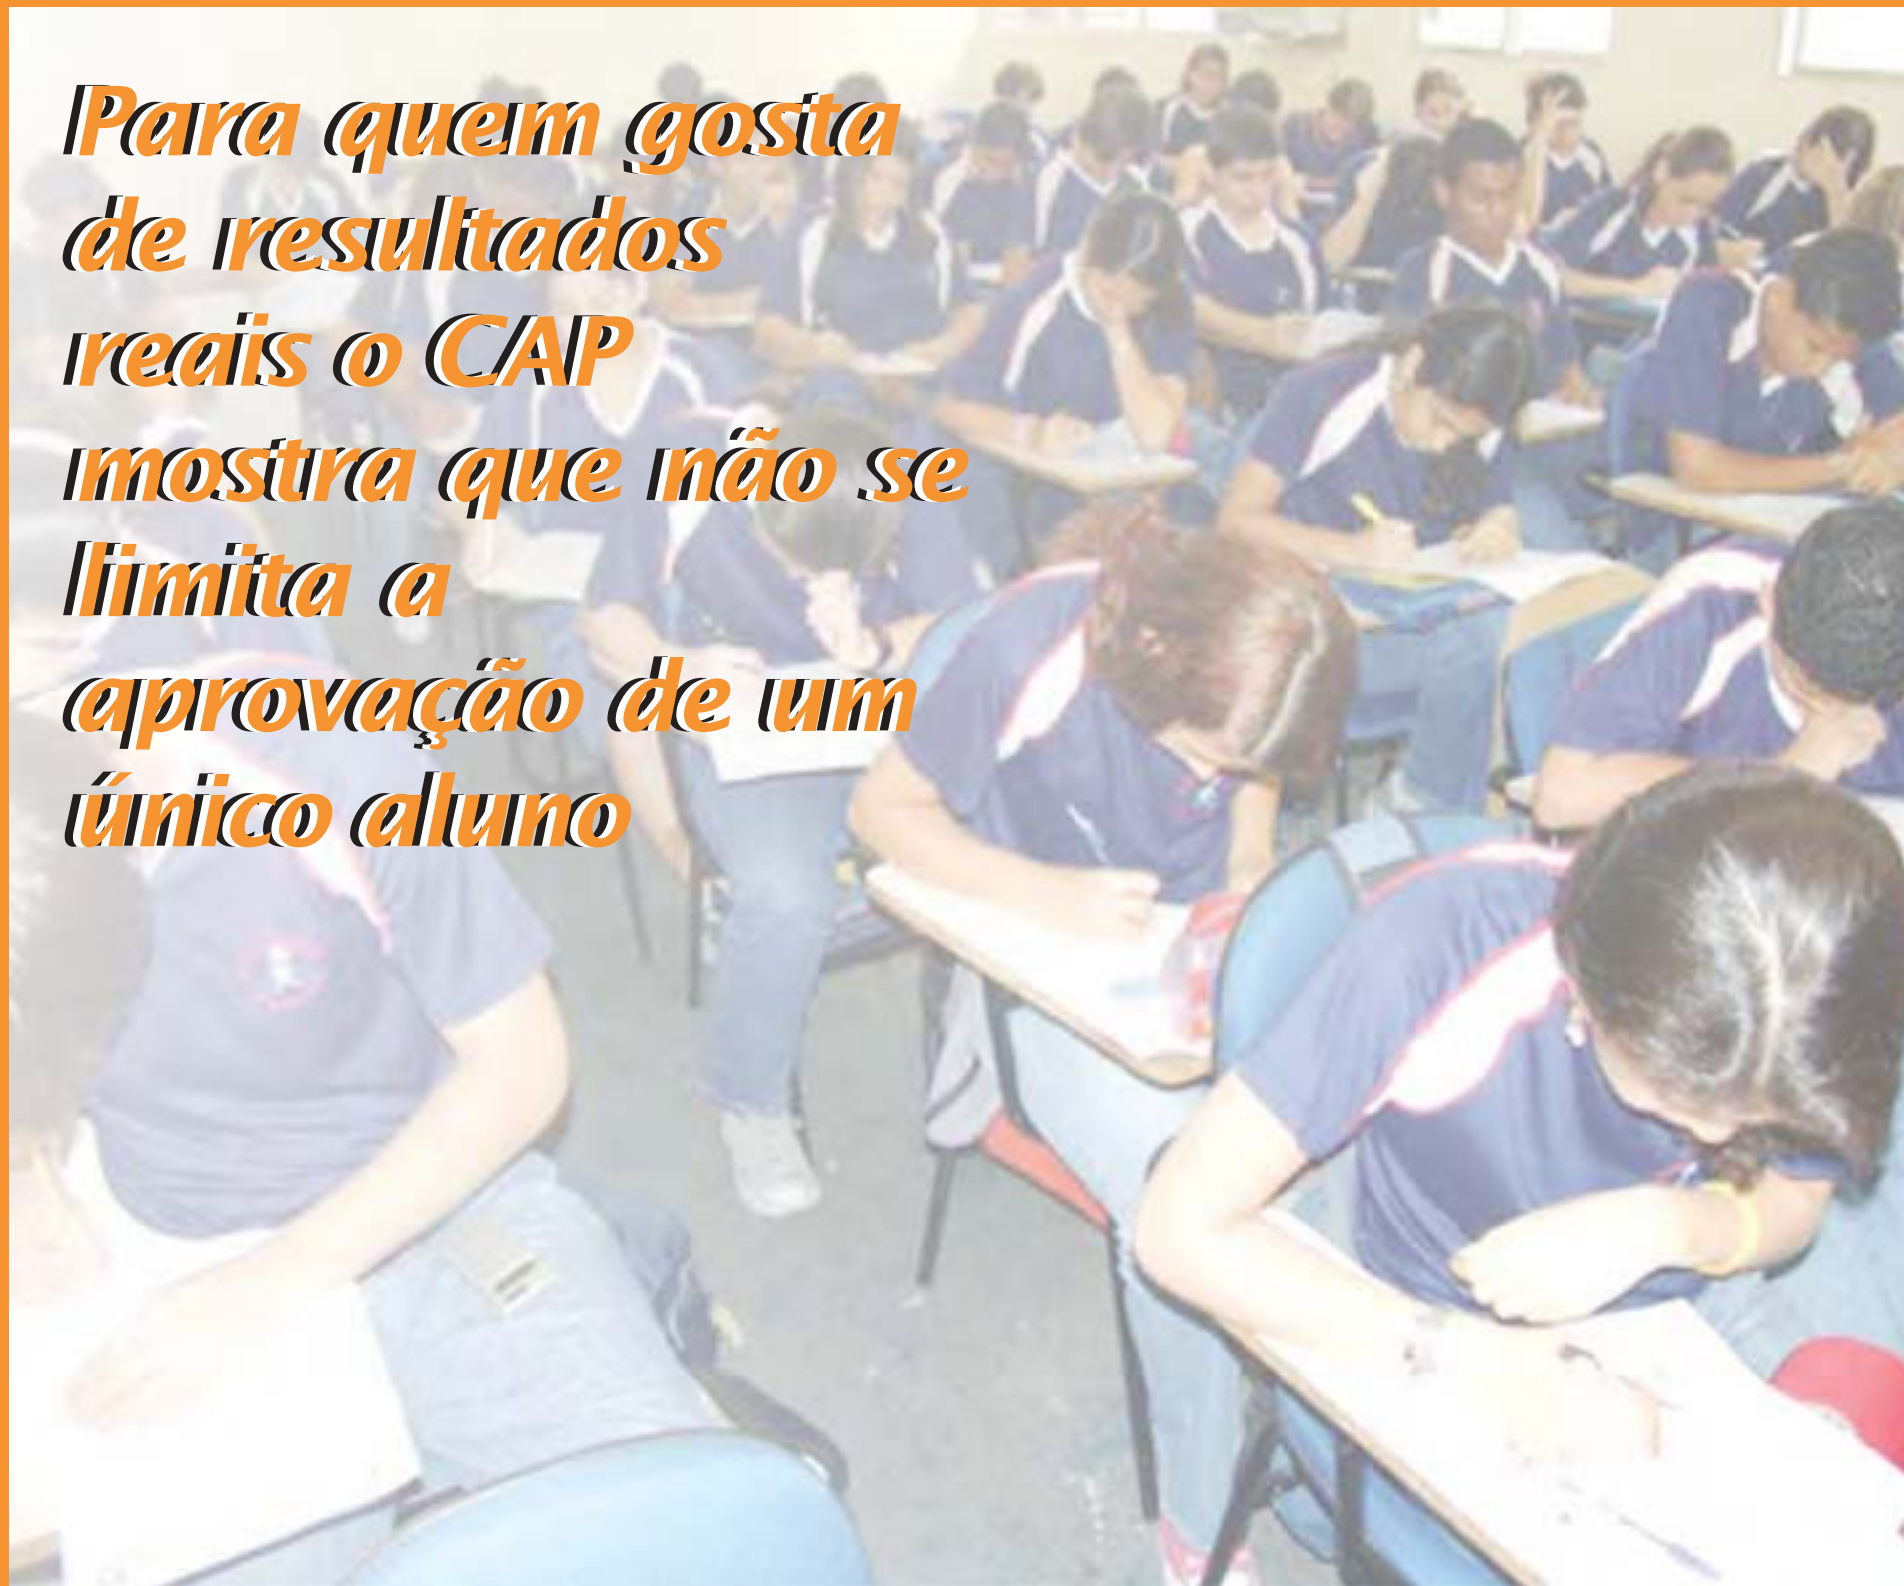 Para quem gosta
de resultados
reais o CAP
mostra que não se
limita a
aprovação de um
único aluno